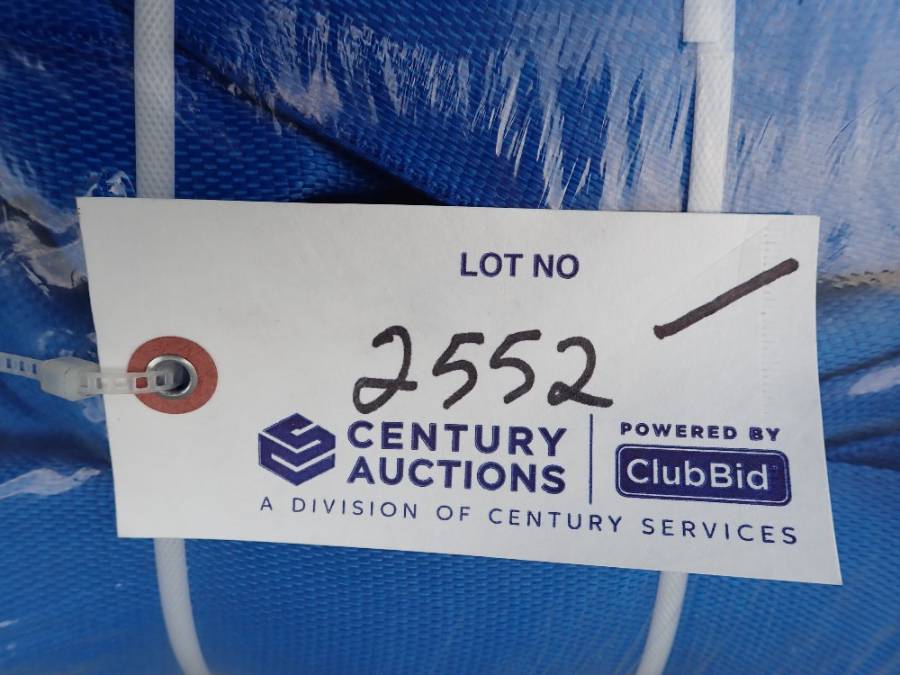 LOT NO
2552
CENTURY
AUCTIONS
POWERED BY
ClubBid
A DIVISION OF CENTURY SERVICES